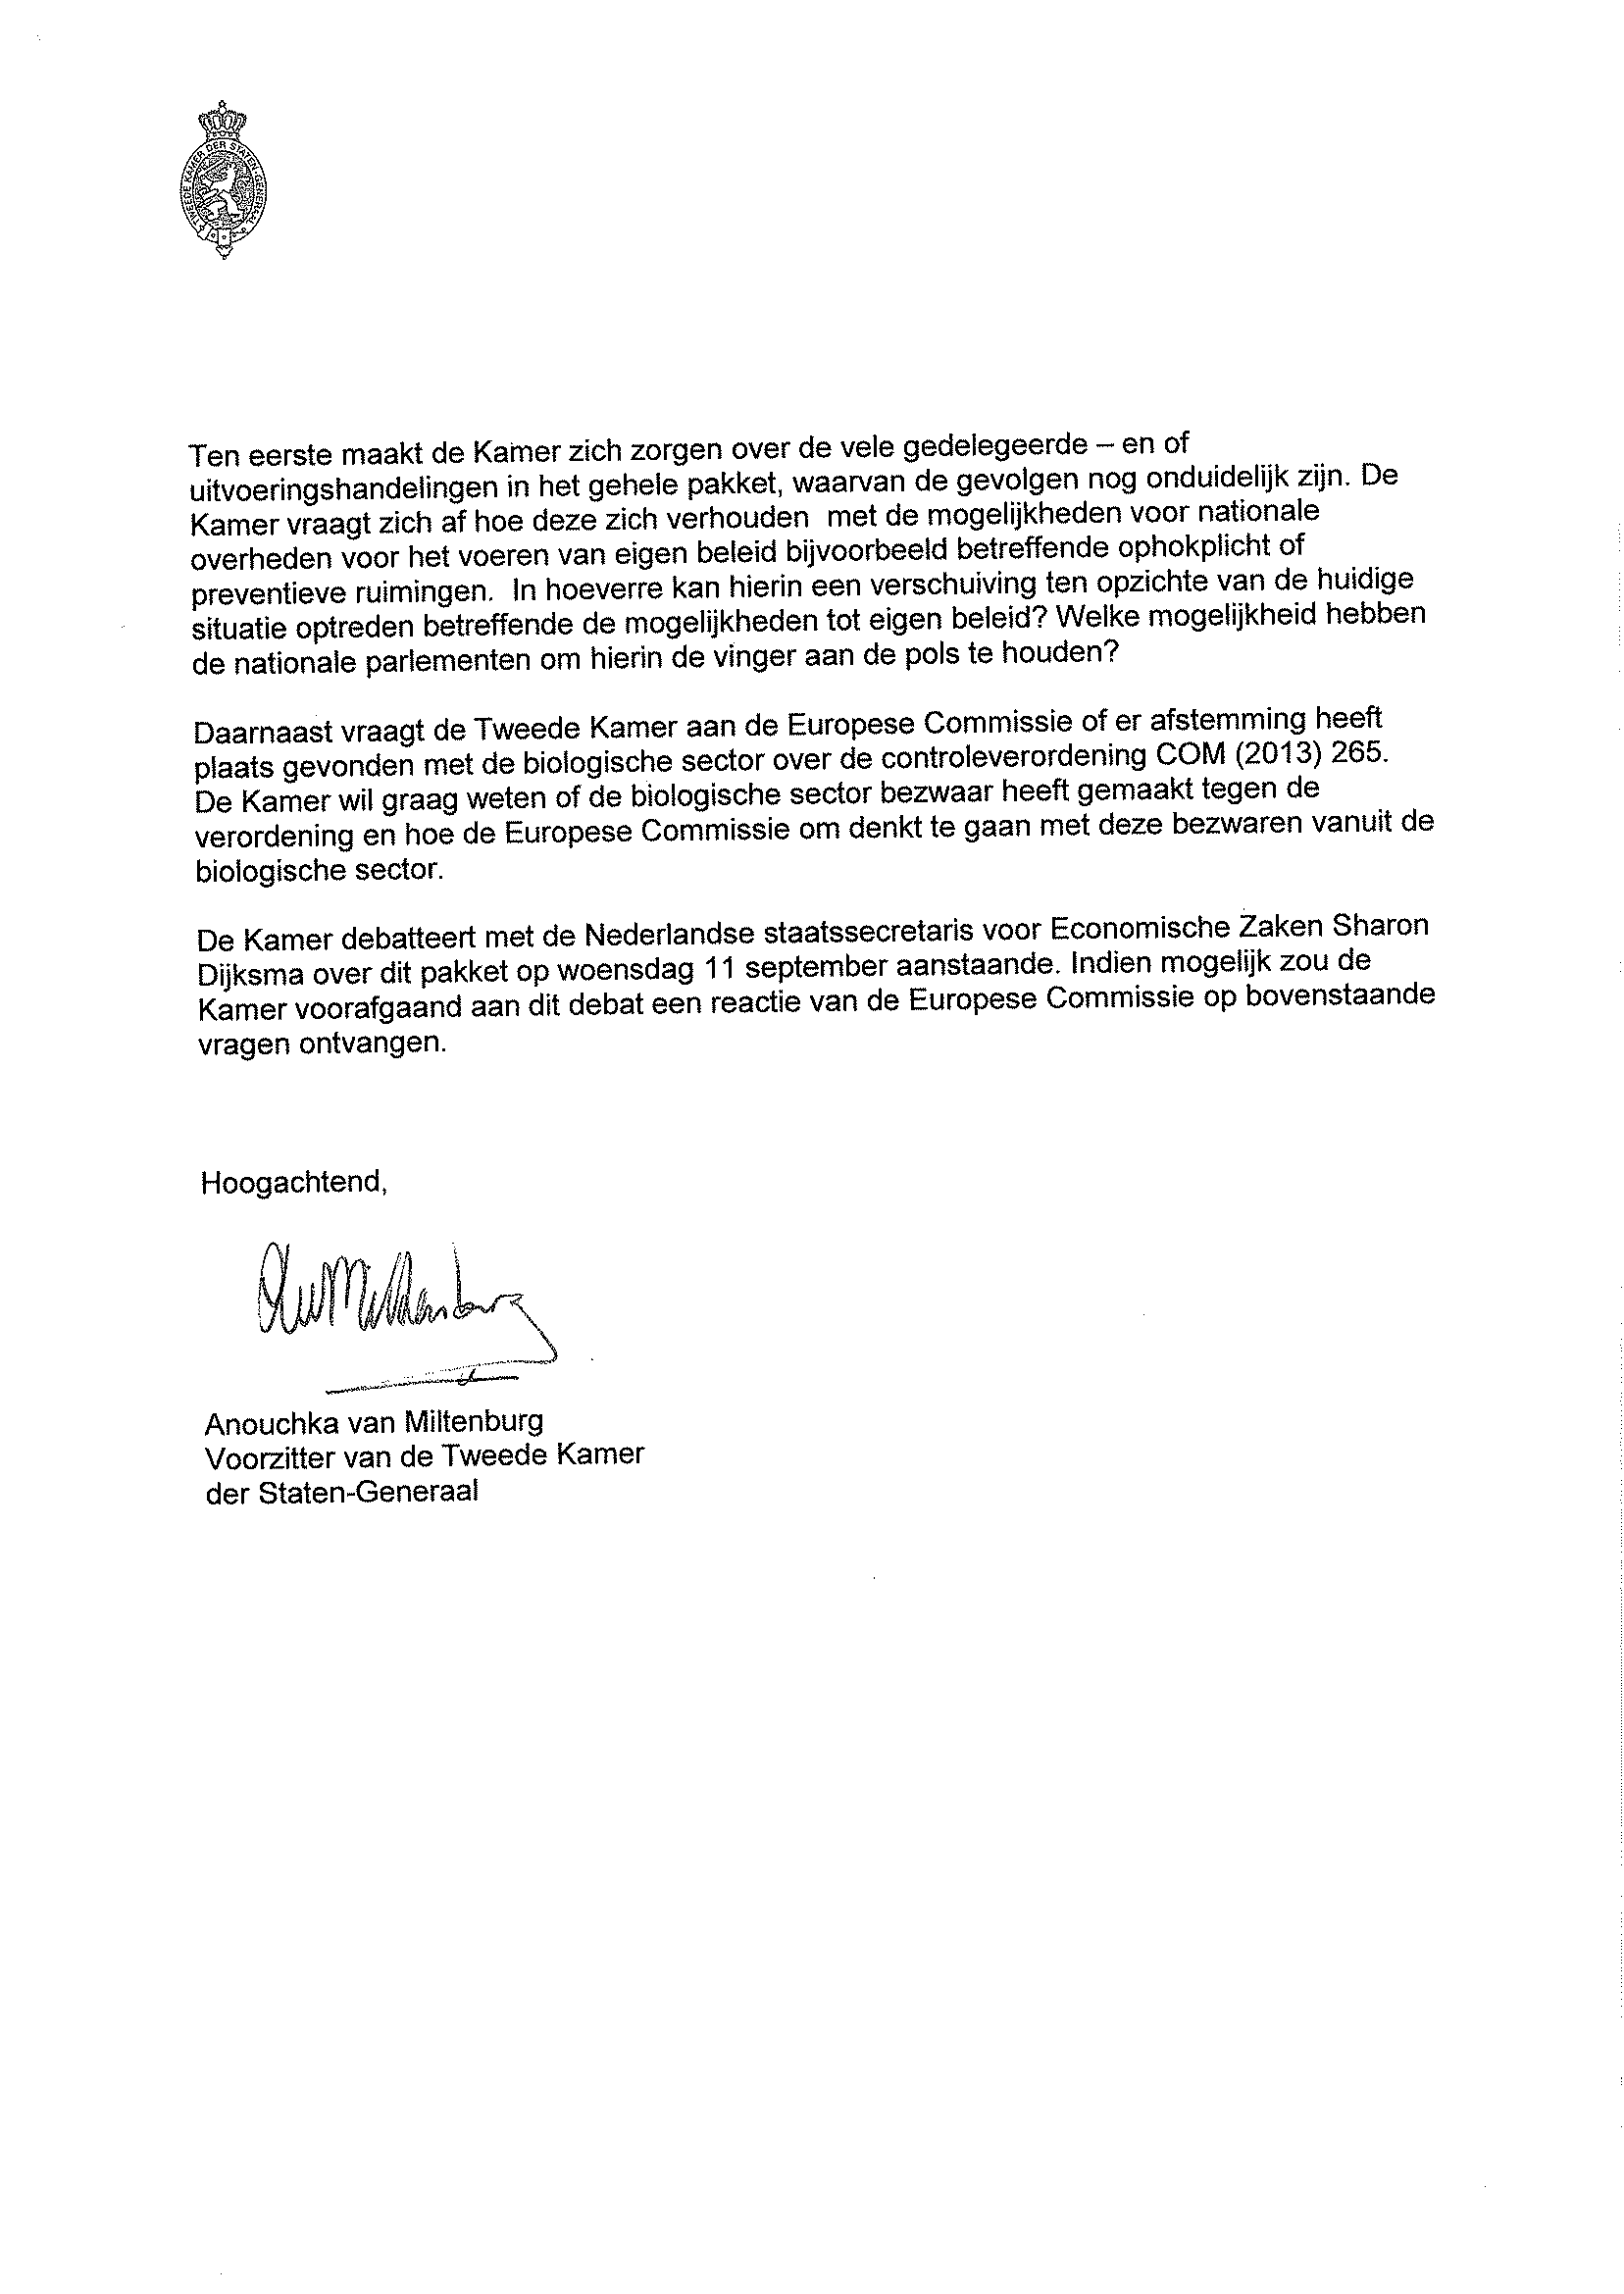 TWEEDE KAMER DER STATEN-GENERAAL
Ten eerste maakt de Kamer zich zorgen over de vele gedelegeerde – en of
uitvoeringshandelingen in het gehele pakket, waarvan de gevolgen nog onduidelijk zijn. De
Kamer vraagt zich af hoe deze zich verhouden  met de mogelijkheden voor nationale
overheden voor het voeren van eigen beleid bijvoorbeeld betreffende ophokplicht of
preventieve ruimingen.  In hoeverre kan hierin een verschuiving ten opzichte van de huidige
situatie optreden betreffende de mogelijkheden tot eigen beleid? Welke mogelijkheid hebben
de nationale parlementen om hierin de vinger aan de pols te houden?
Daarnaast vraagt de Tweede Kamer aan de Europese Commissie of er afstemming heeft
plaats gevonden met de biologische sector over de controleverordening COM (2013) 265.
De Kamer wil graag weten of de biologische sector bezwaar heeft gemaakt tegen de
verordening en hoe de Europese Commissie om denkt te gaan met deze bezwaren vanuit de
biologische sector.
De Kamer debatteert met de Nederlandse staatssecretaris voor Economische Zaken Sharon
Dijksma over dit pakket op woensdag 11 september aanstaande. Indien mogelijk zou de
Kamer voorafgaand aan dit debat een reactie van de Europese Commissie op bovenstaande
vragen ontvangen.
Hoogachtend,
Anouchka van Miltenburg
Voorzitter van de Tweede Kamer
der Staten-Generaal